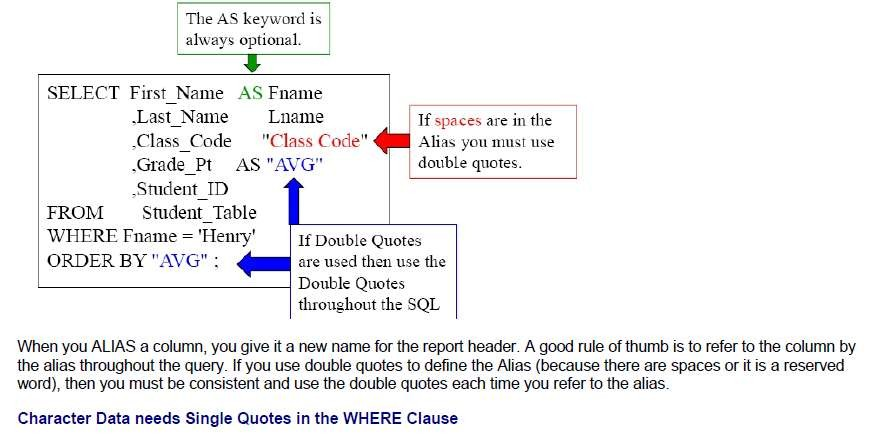 The AS keyword is
always optional.
SELECT First_Name AS Fname
,Last_Name Lname
,Class_Code "Class Code"
,Grade_Pt AS "AVG"
,Student_ID
FROM Student_Table
WHERE Fname = 'Henry'
ORDER BY "AVG" ;
If spaces are in the
Alias you must use
double quotes.
If Double Quotes
are used then use the
Double Quotes
throughout the SQL
When you ALIAS a column, you give it a new name for the report header. A good rule of thumb is to refer to the column by
the alias throughout the query. If you use double quotes to define the Alias (because there are spaces or it is a reserved
word), then you must be consistent and use the double quotes each time you refer to the alias.
Character Data needs Single Quotes in the WHERE Clause